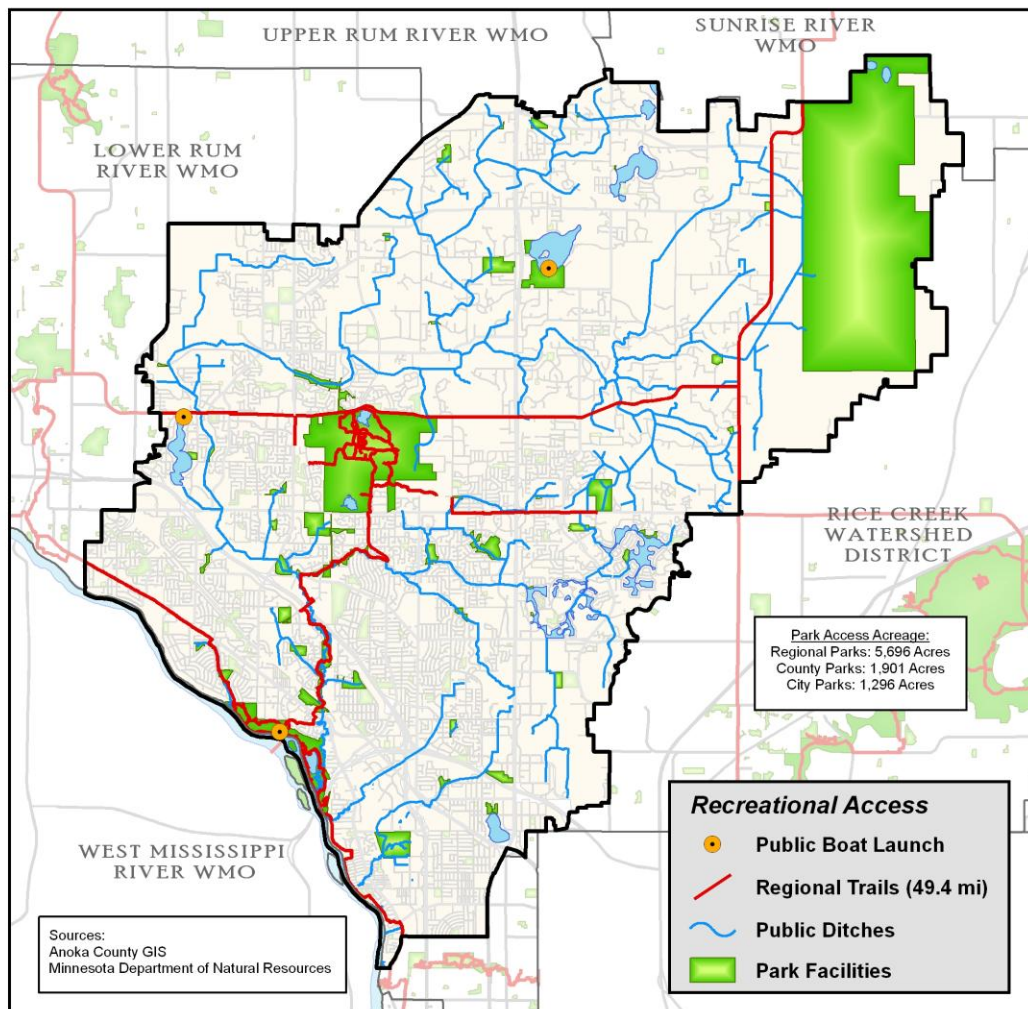 UPPER RUM RIVER WMO
SUNRISE RIVER
WMO
LOWER RUM
RIVER WMO
RICE CREEK
WATERSHED
DISTRICT
Park Access Acreage:
Regional Parks: 5,696 Acres
County Parks: 1,901 Acres
City Parks: 1,296 Acres
WEST MISSISSIPPI
RIVER WMO
Recreational Access
Public Boat Launch
Regional Trails (49.4 mi)
Public Ditches
Park Facilities
Sources:
Anoka County GIS
Minnesota Department of Natural Resources